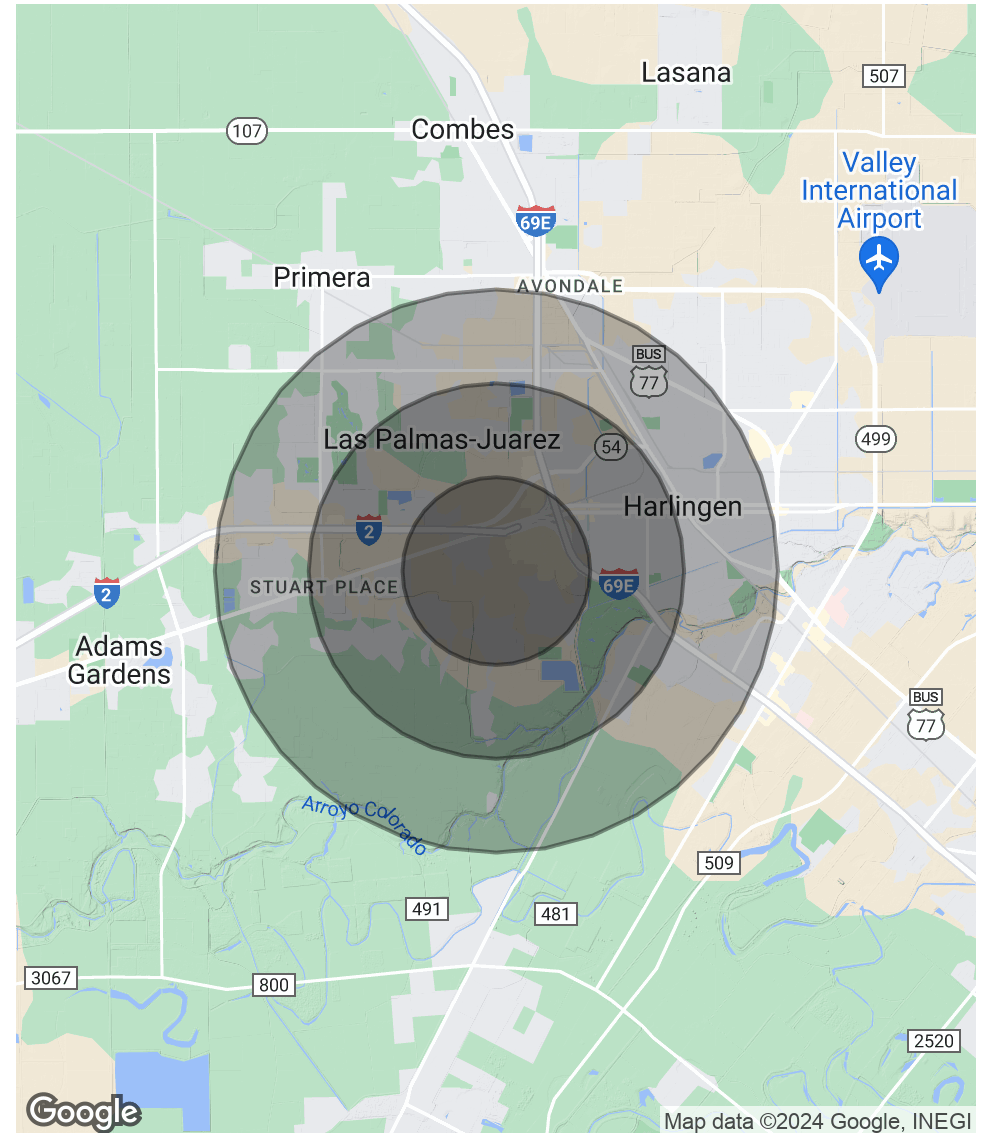 Lasana
507
107
Combes
Valley
International
Airport
69E
Primera
AVONDALE
BUS
77
Las Palmas-Juarez
54
499
Harlingen
2
STUART PLACE
69E
2
Adams
Gardens
BUS
77
Arroyo Colorado
509
491
481
3067
800
2520
Google
Map data ©2024 Google, INEGI